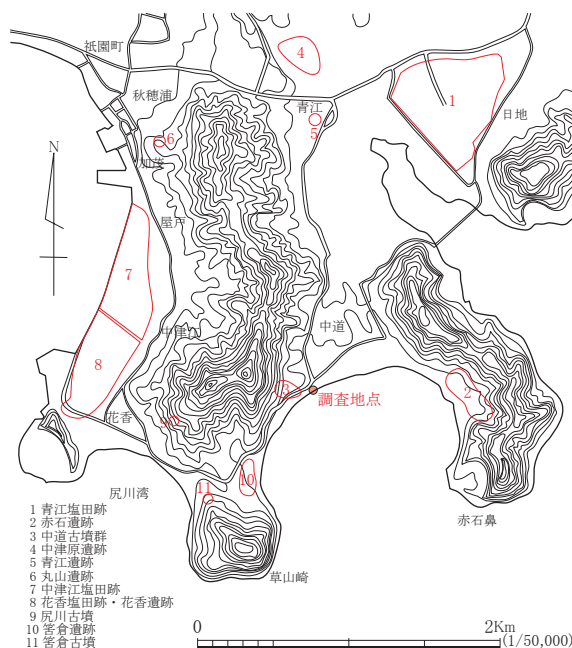 祇園町
4
秋穂浦
青江
1
日地
5
6
加茂
N
屋戸
7
中津江
中道
8
3
調査地点
2
花香
9
10
11
尻川湾
赤石鼻
草山崎
1 青江塩田跡
2 赤石遺跡
3 中道古墳群
4 中津原遺跡
5 青江遺跡
6 丸山遺跡
7 中津江塩田跡
8 花香塩田跡・花香遺跡
9 尻川古墳
10 筈倉遺跡
11 筈倉古墳
0 2Km
(1/50,000)